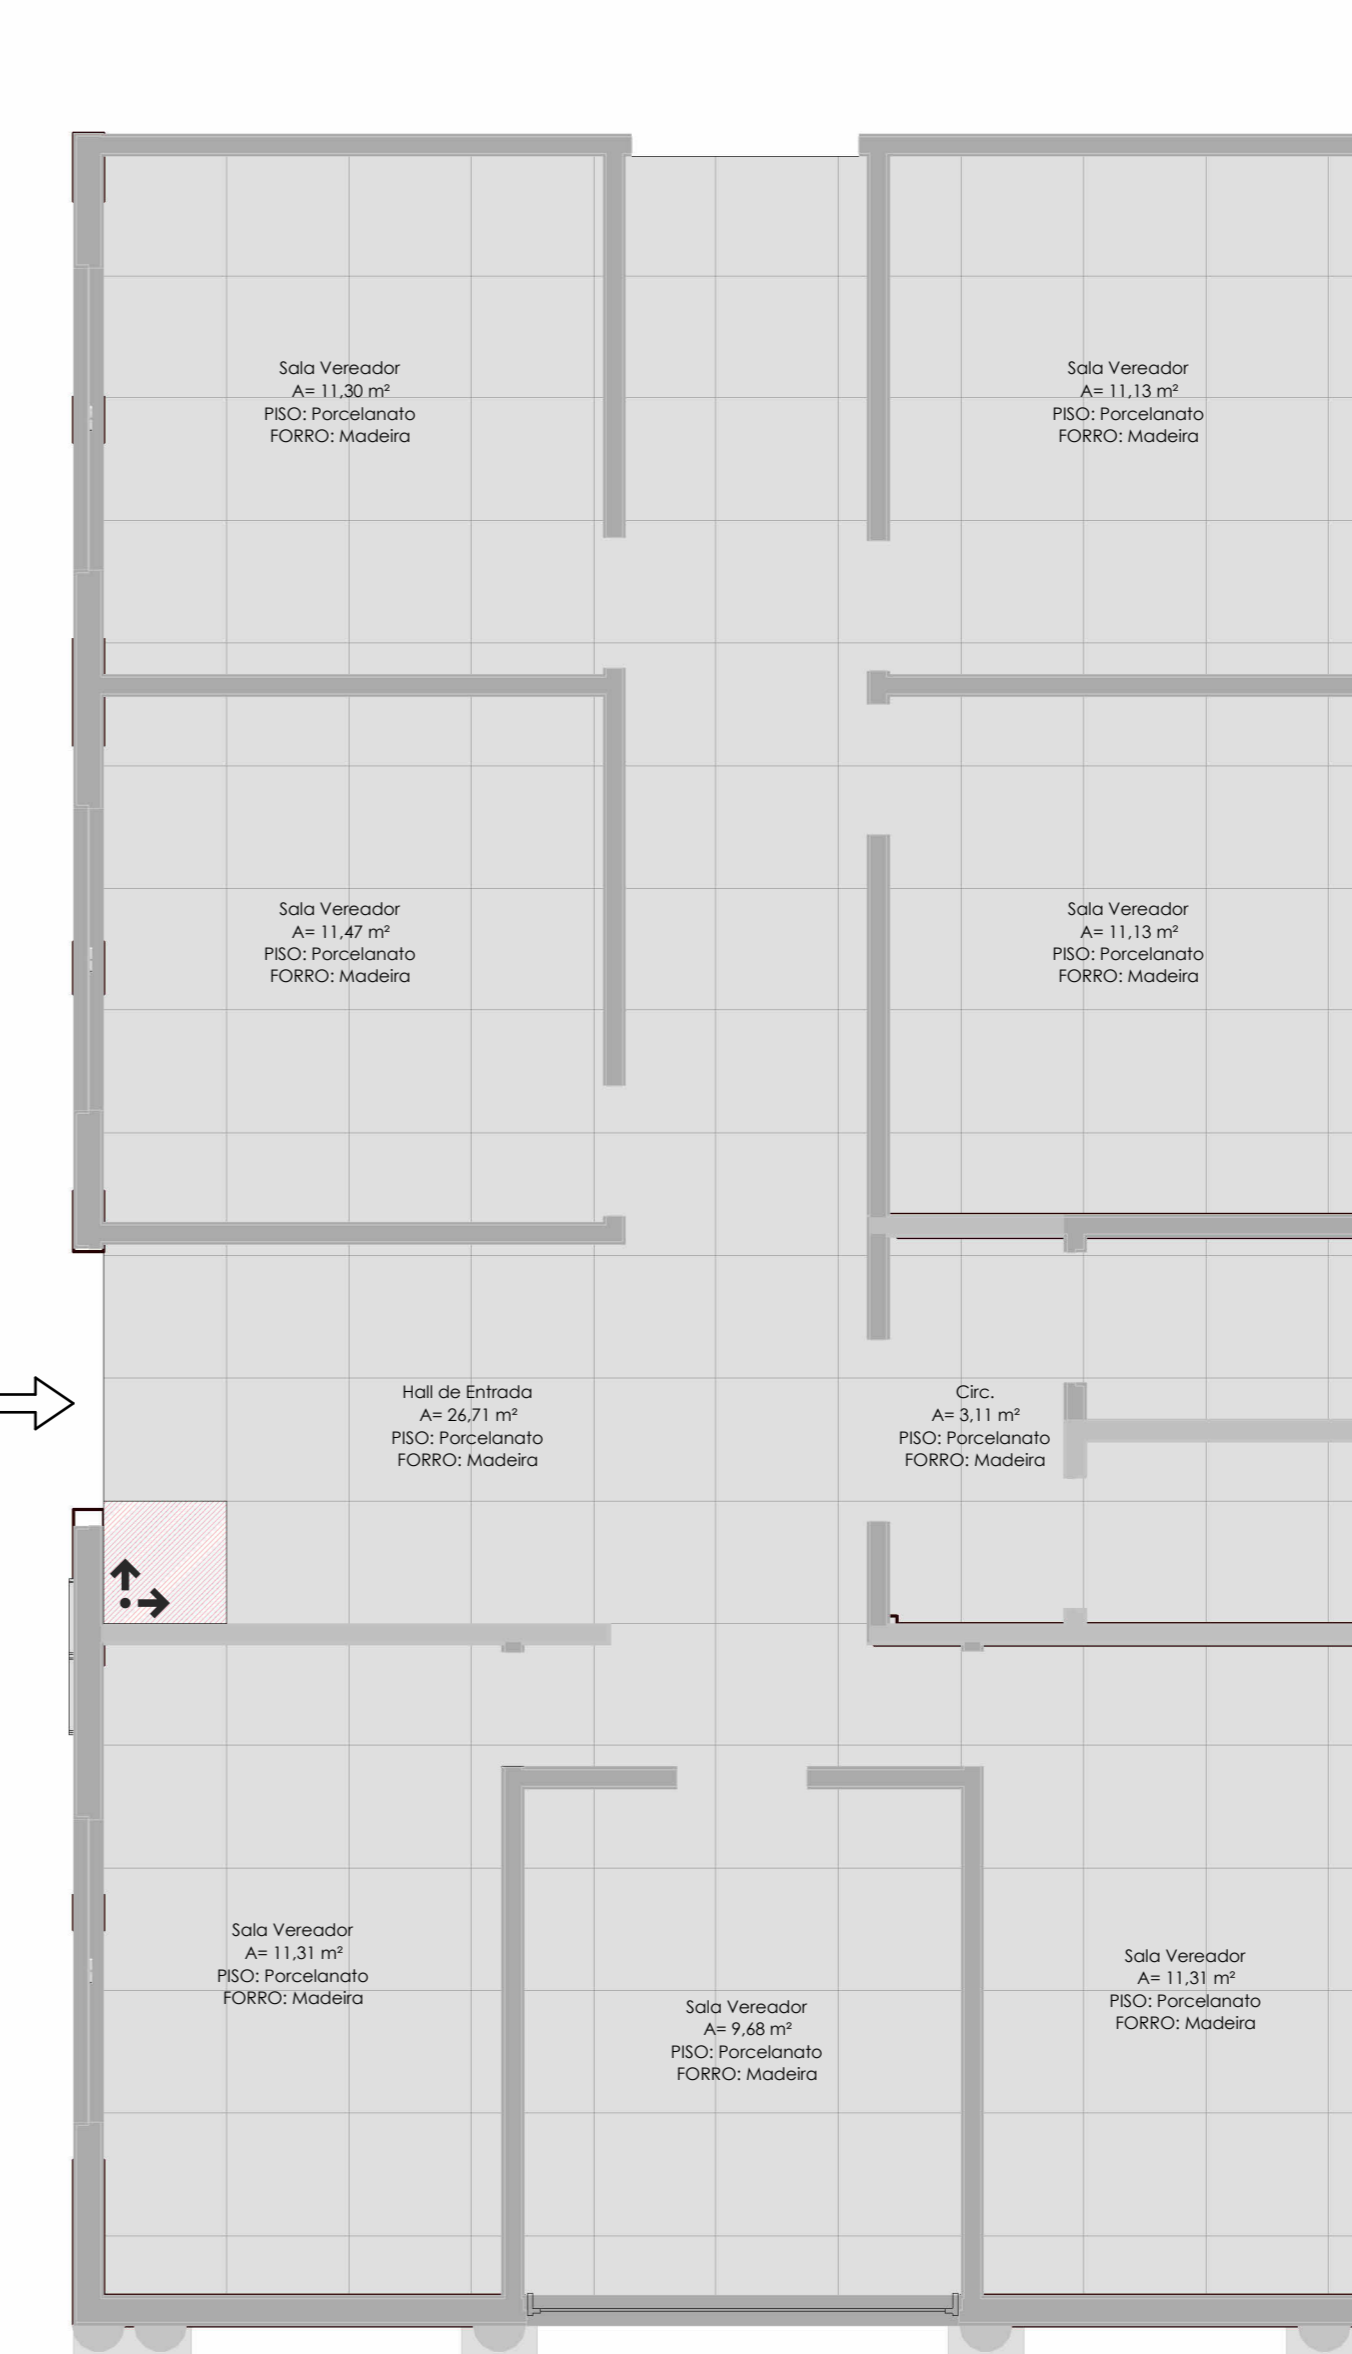 Sala Vereador
A= 11,30 m²
PISO: Porcelanato
FORRO: Madeira
Sala Vereador
A= 11,13 m²
PISO: Porcelanato
FORRO: Madeira
Sala Vereador
A= 11,47 m²
PISO: Porcelanato
FORRO: Madeira
Sala Vereador
A= 11,13 m²
PISO: Porcelanato
FORRO: Madeira
Hall de Entrada
A= 26,71 m²
PISO: Porcelanato
FORRO: Madeira
Circ.
A= 3,11 m²
PISO: Porcelanato
FORRO: Madeira
Sala Vereador
A= 11,31 m²
PISO: Porcelanato
FORRO: Madeira
Sala Vereador
A= 9,68 m²
PISO: Porcelanato
FORRO: Madeira
Sala Vereador
A= 11,31 m²
PISO: Porcelanato
FORRO: Madeira